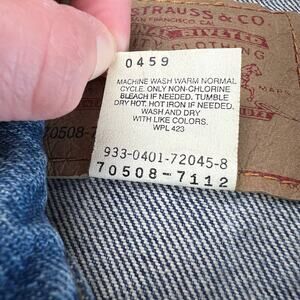 STRAUSS & CO.
SAN FRANCISCO, CAL.
0459
MACHINE WASH WARM NORMAL
CYCLE. ONLY NON-CHLORINE
BLEACH IF NEEDED. TUMBLE
DRY HOT. HOT IRON IF NEEDED.
WASH AND DRY
WITH LIKE COLORS.
WPL 423
70508-7
933-0401-72045-8
70508-7112